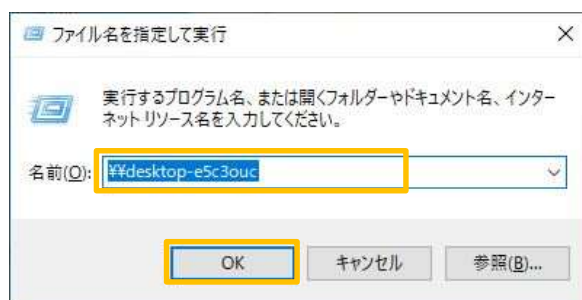 ファイル名を指定して実行
実行するプログラム名、または開くフォルダーやドキュメント名、インター
ネット リソース名を入力してください。
名前(O):
¥¥desktop-e5c3ouc
OK
キャンセル
参照(B)...